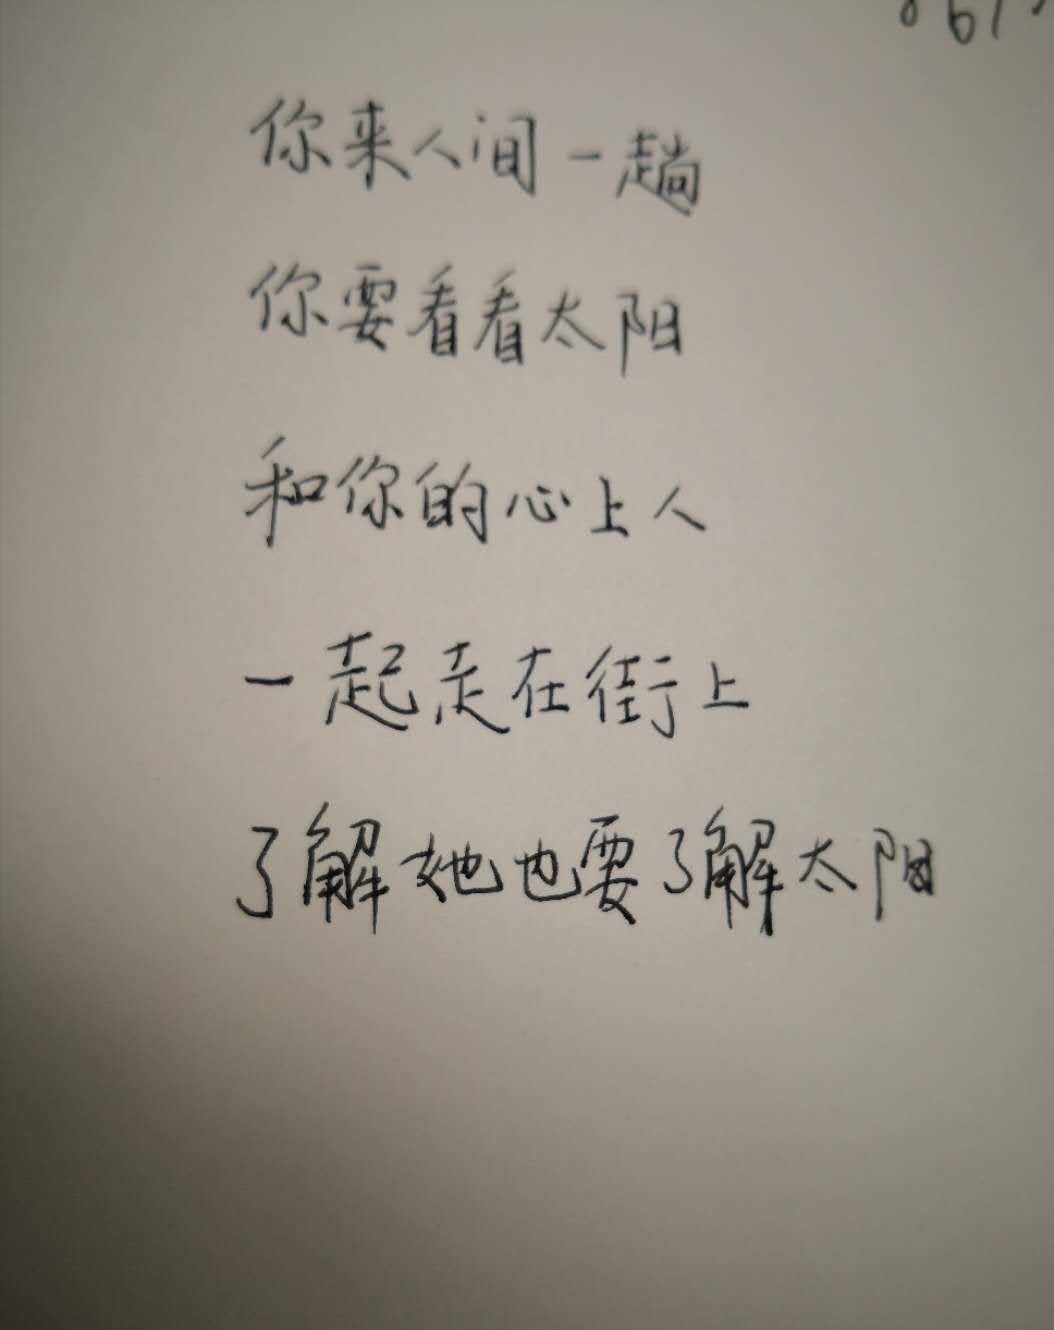 你来人间一趟
你要看看太阳
和你的心上人
一起走在街上
了解她也要了解太阳